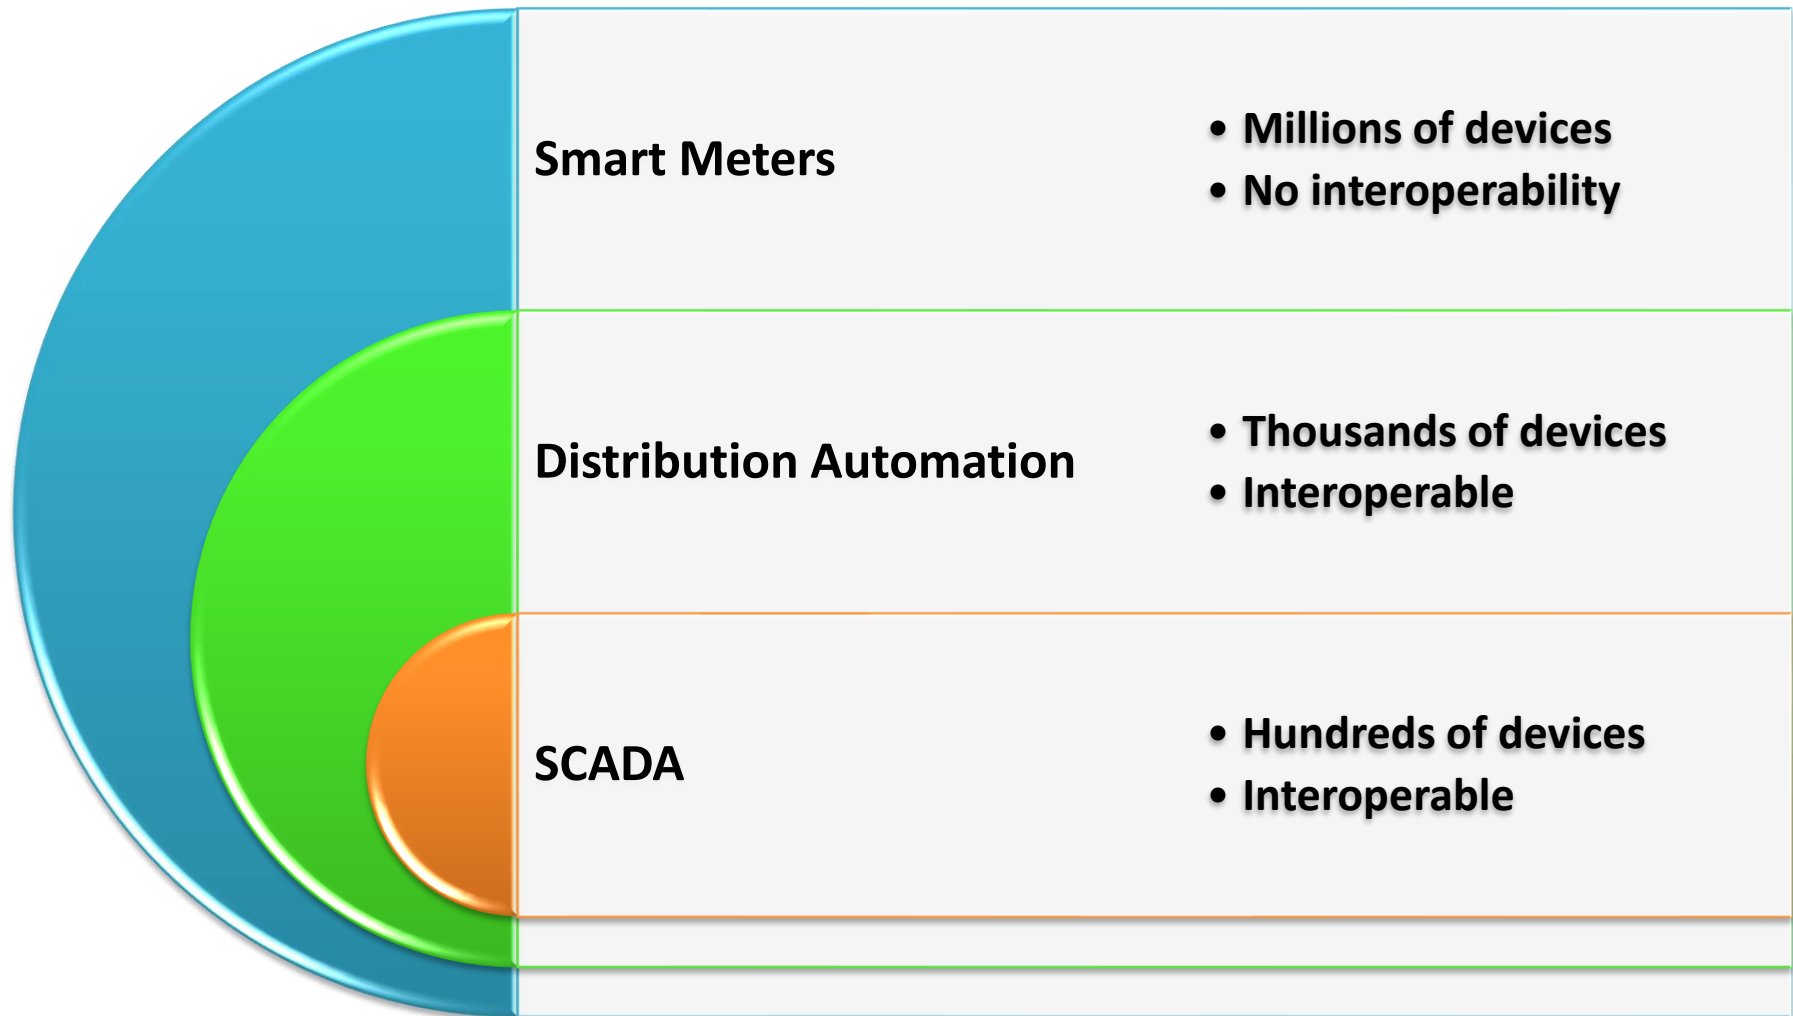 Smart Meters
• Millions of devices
• No interoperability
Distribution Automation
• Thousands of devices
• Interoperable
SCADA
• Hundreds of devices
• Interoperable